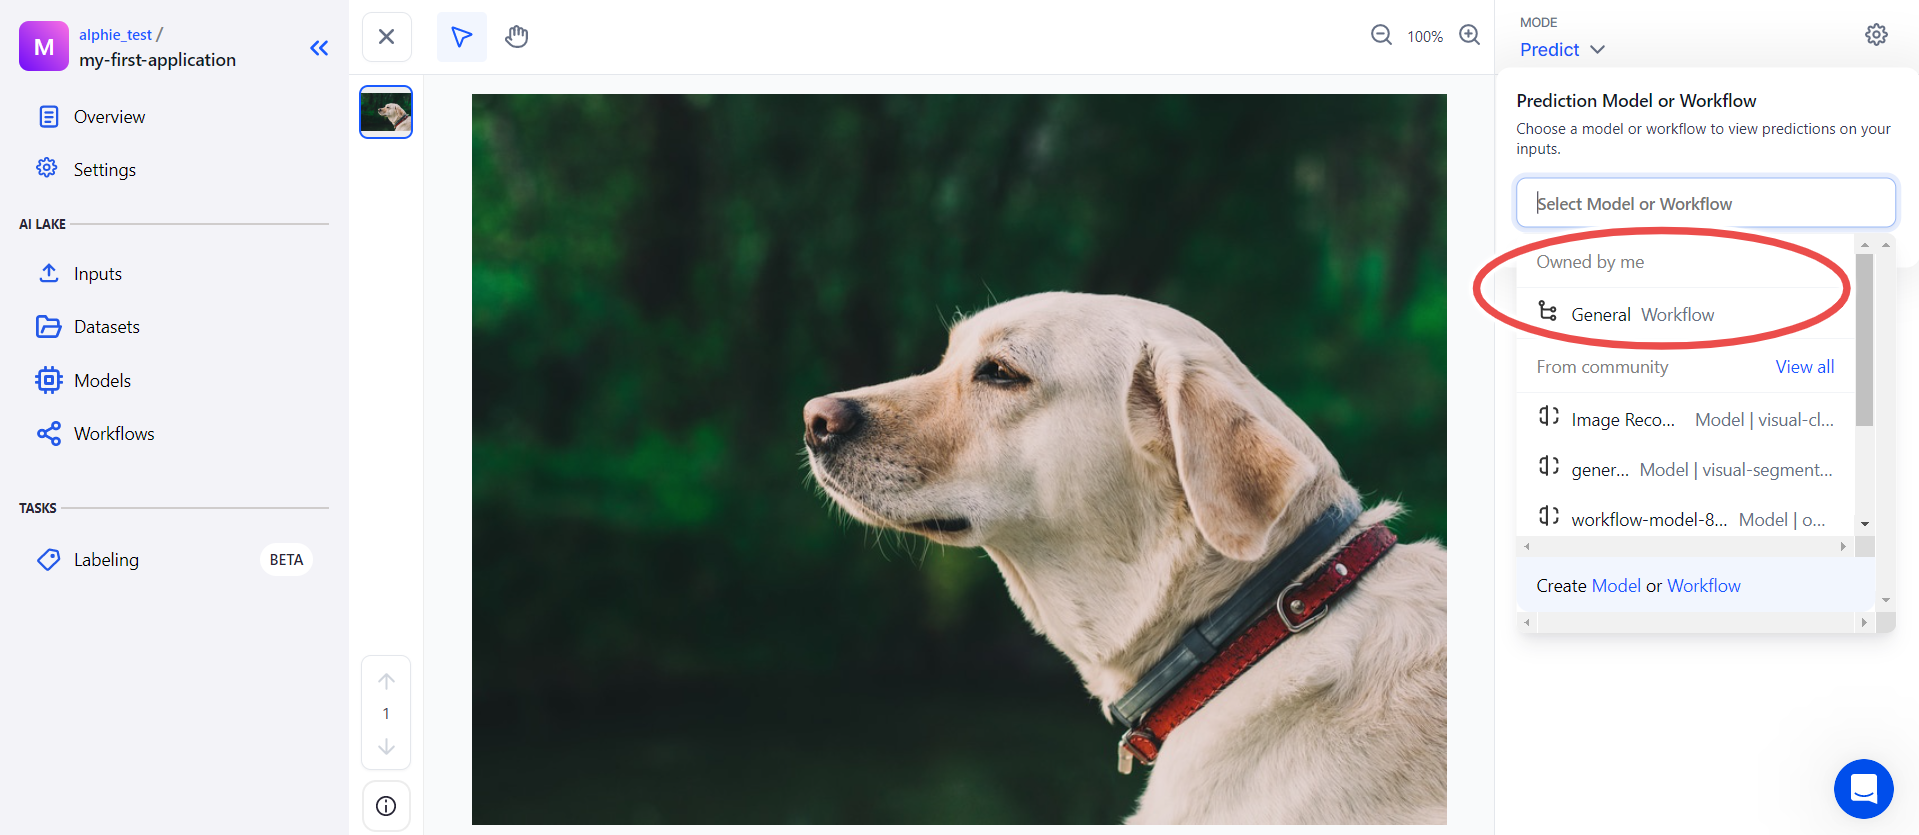 M
alphie_test /
my-first-application
Overview
Settings
AI LAKE
Inputs
Datasets
Models
Workflows
TASKS
Labeling BETA
1
100%
MODE
Predict
Prediction Model or Workflow
Choose a model or workflow to view predictions on your
inputs.
Select Model or Workflow
Owned by me
General Workflow
From community View all
Image Reco... Model | visual-cl...
gener... Model | visual-segment...
workflow-model-8... Model | o...
Create Model or Workflow